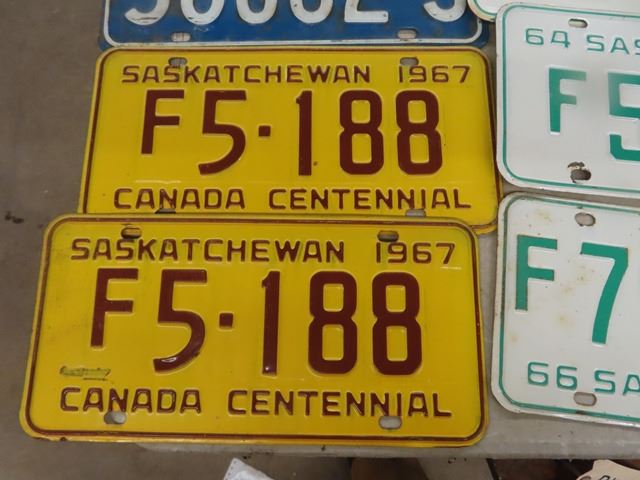 SASKATCHEWAN 1967
F5·188
CANADA CENTENNIAL
SASKATCHEWAN 1967
F5·188
CANADA CENTENNIAL
64 SAS
F 5
F 7
66 SA